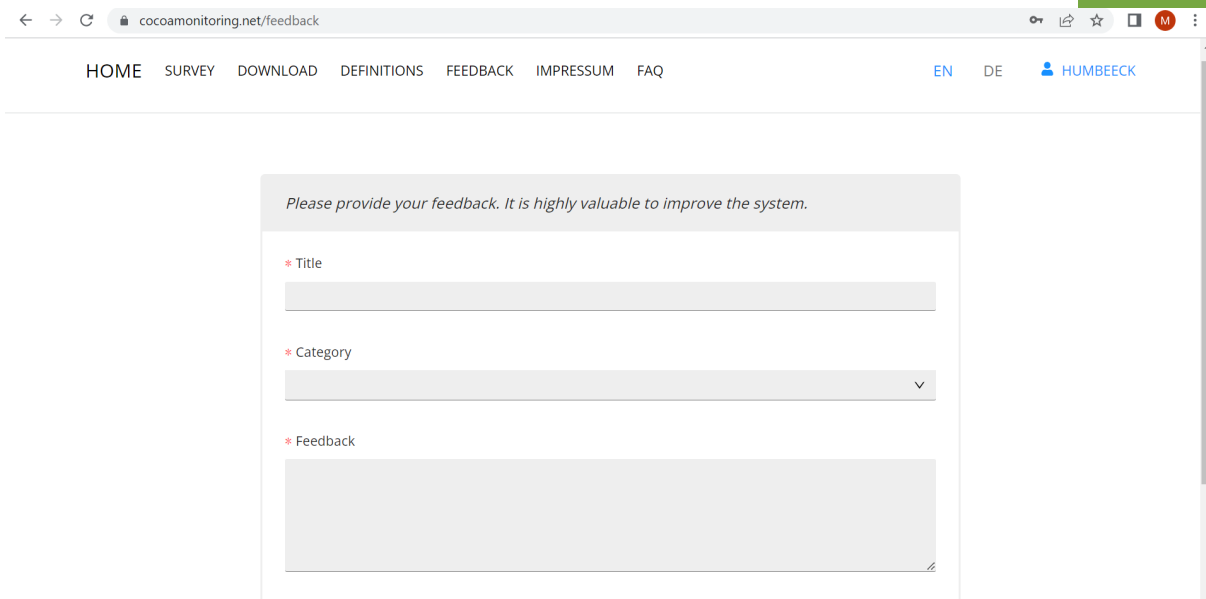 cocoamonitoring.net/feedback
M
HOME SURVEY DOWNLOAD DEFINITIONS FEEDBACK IMPRESSUM FAQ EN DE HUMBEECK
Please provide your feedback. It is highly valuable to improve the system.
* Title
* Category
* Feedback